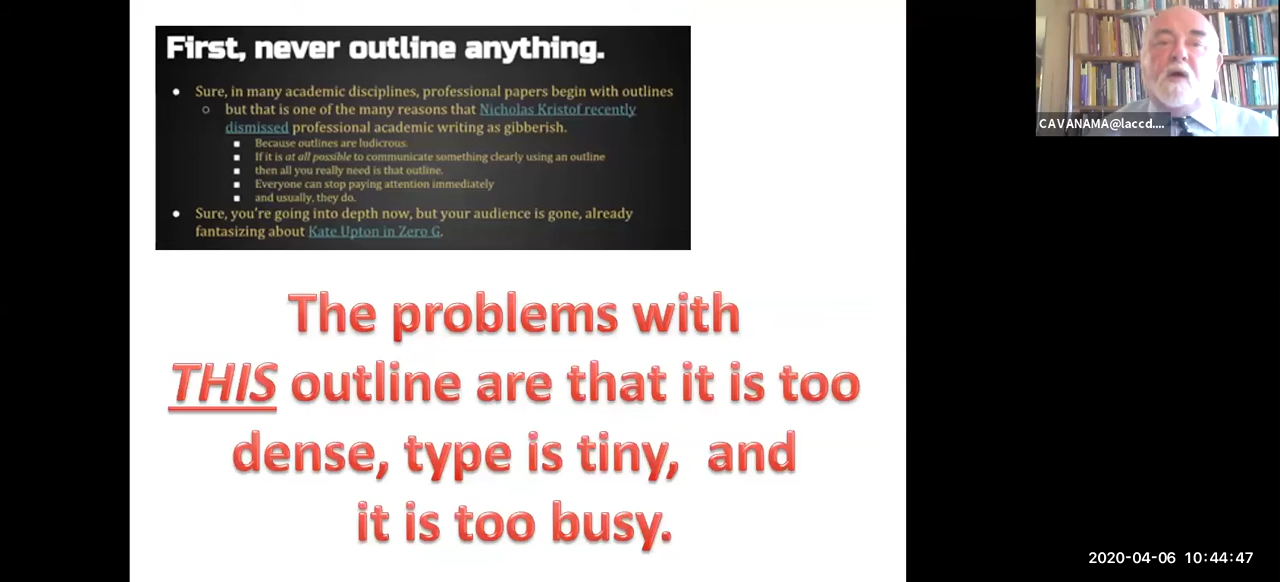 First, never outline anything.
● Sure, in many academic disciplines, professional papers begin with outlines
○ but that is one of the many reasons that Nicholas Kristof recently
dismissed professional academic writing as gibberish.
■ Because outlines are ludicrous.
■ If it is at all possible to communicate something clearly using an outline
■ then all you really need is that outline.
■ Everyone can stop paying attention immediately
■ and usually, they do.
● Sure, you're going into depth now, but your audience is gone, already
fantasizing about Kate Upton in Zero G.
The problems with
THIS outline are that it is too
dense, type is tiny, and
it is too busy.
CAVANAMA@laccd....
2020-04-06 10:44:47